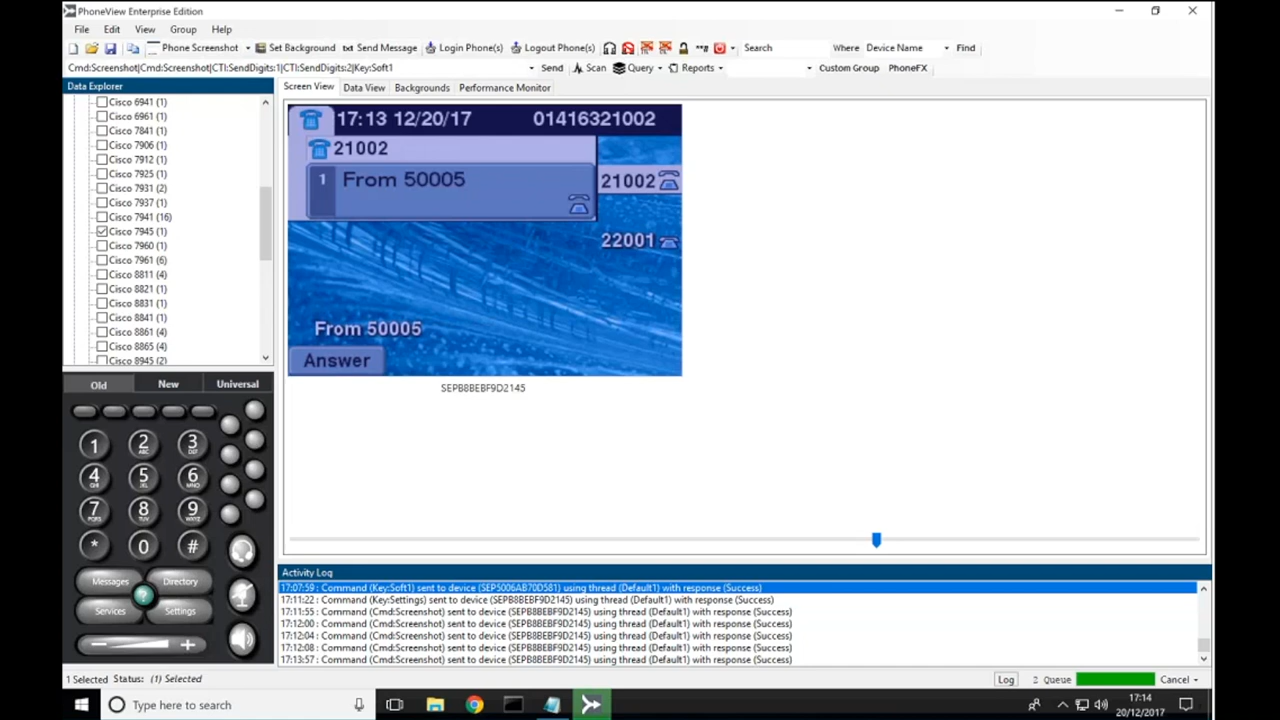 PhoneView Enterprise Edition
File Edit View Group Help
Phone Screenshot Set Background txt Send Message Login Phone(s) Logout Phone(s) **# Search Where Device Name Find
Cmd:Screenshot|Cmd:Screenshot|CTI:SendDigits:1|CTI:SendDigits:2|Key:Soft1 Send Scan Query Reports Custom Group PhoneFX
Data Explorer
Cisco 6941 (1)
Cisco 6961 (1)
Cisco 7841 (1)
Cisco 7906 (1)
Cisco 7912 (1)
Cisco 7925 (1)
Cisco 7931 (2)
Cisco 7937 (1)
Cisco 7941 (16)
Cisco 7945 (1)
Cisco 7960 (1)
Cisco 7961 (6)
Cisco 8811 (4)
Cisco 8821 (1)
Cisco 8831 (1)
Cisco 8841 (1)
Cisco 8861 (4)
Cisco 8865 (4)
Cisco 8945 (2)
Screen View Data View Backgrounds Performance Monitor
17:13 12/20/17 01416321002
21002
1 From 50005
21002
22001
From 50005
Answer
SEPB8BEBF9D2145
Old New Universal
1 2 ABC 3 DEF
4 GHI 5 JKL 6 MNO
7 PQRS 8 TUV 9 WXYZ
* 0 #
Messages Directory
?
Services Settings
− +
Activity Log
17:07:59 : Command (Key:Soft1) sent to device (SEP5006AB70D581) using thread (Default1) with response (Success)
17:11:22 : Command (Key:Settings) sent to device (SEPB8BEBF9D2145) using thread (Default1) with response (Success)
17:11:55 : Command (Cmd:Screenshot) sent to device (SEPB8BEBF9D2145) using thread (Default1) with response (Success)
17:12:00 : Command (Cmd:Screenshot) sent to device (SEPB8BEBF9D2145) using thread (Default1) with response (Success)
17:12:04 : Command (Cmd:Screenshot) sent to device (SEPB8BEBF9D2145) using thread (Default1) with response (Success)
17:12:08 : Command (Cmd:Screenshot) sent to device (SEPB8BEBF9D2145) using thread (Default1) with response (Success)
17:13:57 : Command (Cmd:Screenshot) sent to device (SEPB8BEBF9D2145) using thread (Default1) with response (Success)
1 Selected Status: (1) Selected Log 2 Queue Cancel
Type here to search
17:14
20/12/2017